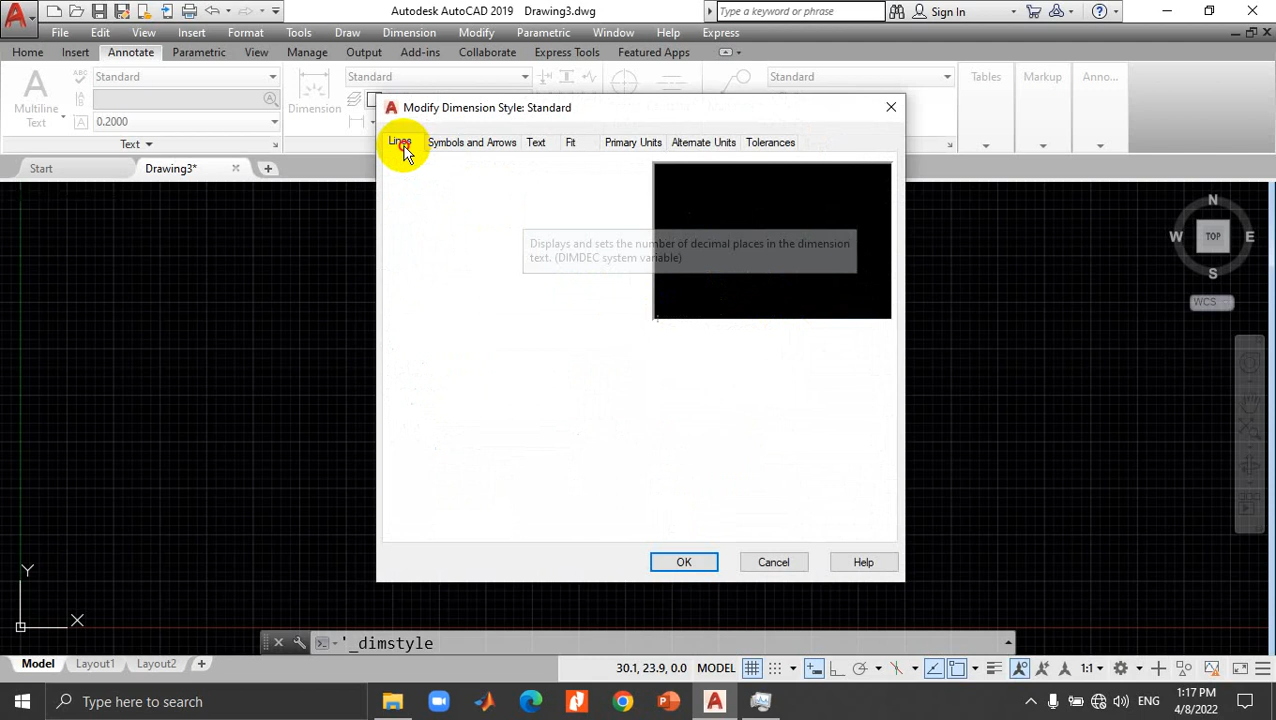 Autodesk AutoCAD 2019 Drawing3.dwg
Type a keyword or phrase
Sign In
File Edit View Insert Format Tools Draw Dimension Modify Parametric Window Help Express
Home Insert Annotate Parametric View Manage Output Add-ins Collaborate Express Tools Featured Apps
Standard
Standard
Standard
Multiline
Text
0.2000
Dimension
Tables
Markup
Anno...
Text
Start
Drawing3*
Modify Dimension Style: Standard
Lines Symbols and Arrows Text Fit Primary Units Alternate Units Tolerances
Displays and sets the number of decimal places in the dimension
text. (DIMDEC system variable)
N
W TOP E
S
WCS
OK Cancel Help
Y
X
'_dimstyle
Model Layout1 Layout2
30.1, 23.9, 0.0 MODEL
1:1
Type here to search
ENG
1:17 PM
4/8/2022